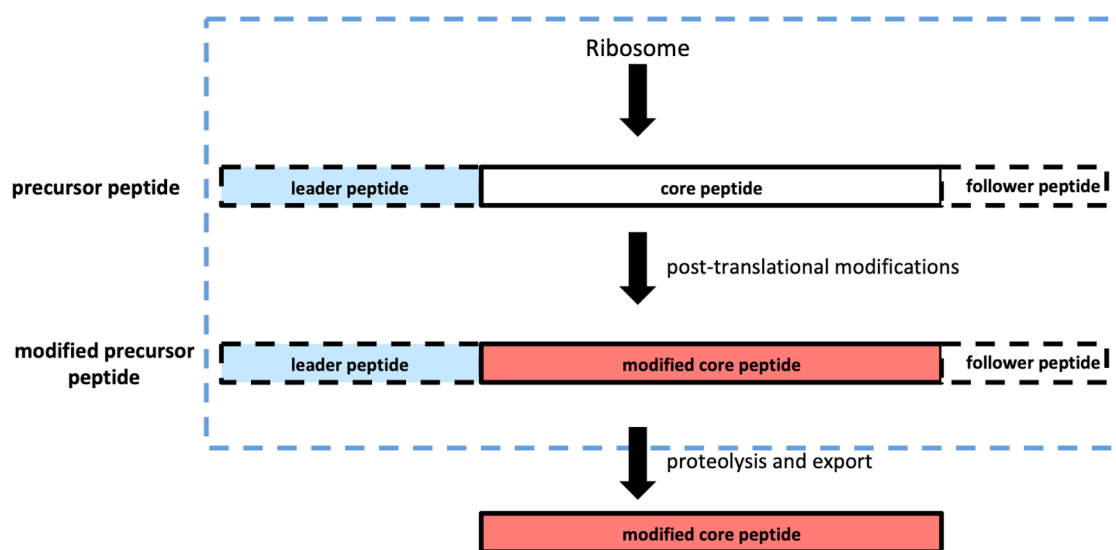 Ribosome
precursor peptide
leader peptide
core peptide
follower peptide
post-translational modifications
modified precursor
peptide
leader peptide
modified core peptide
follower peptide
proteolysis and export
modified core peptide